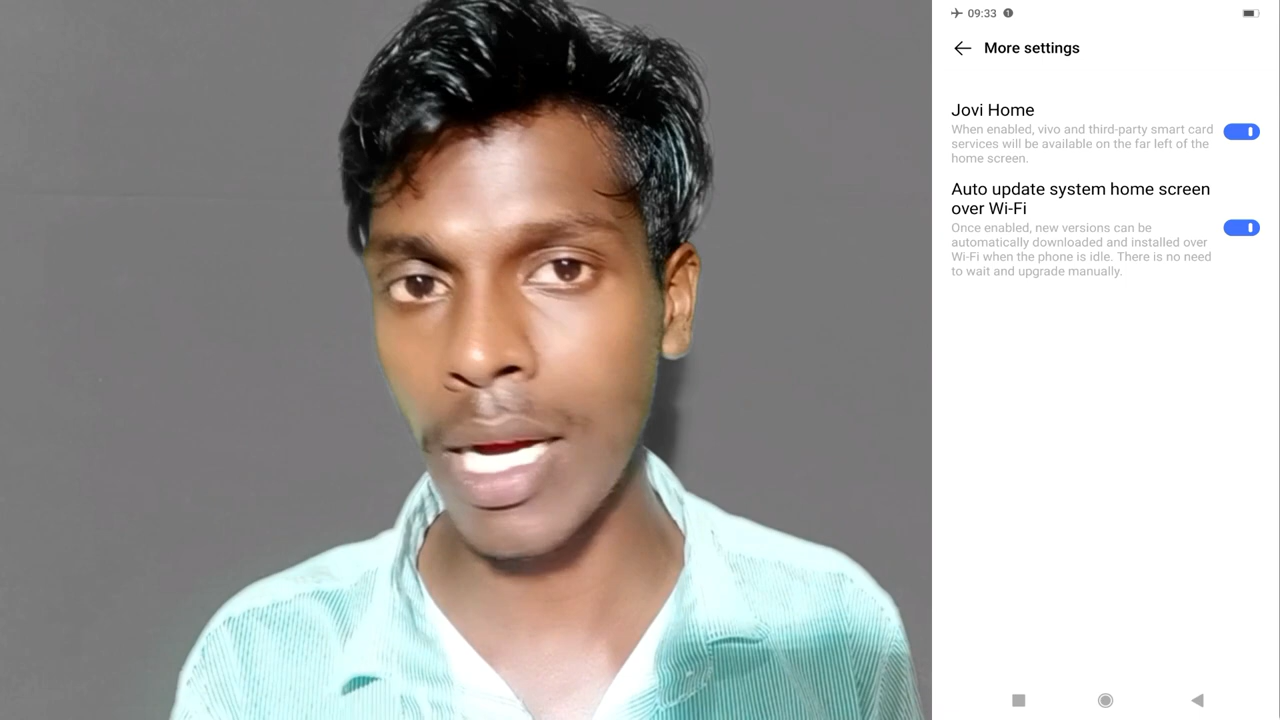 09:33
More settings
Jovi Home
When enabled, vivo and third-party smart card
services will be available on the far left of the
home screen.
Auto update system home screen
over Wi-Fi
Once enabled, new versions can be
automatically downloaded and installed over
Wi-Fi when the phone is idle. There is no need
to wait and upgrade manually.